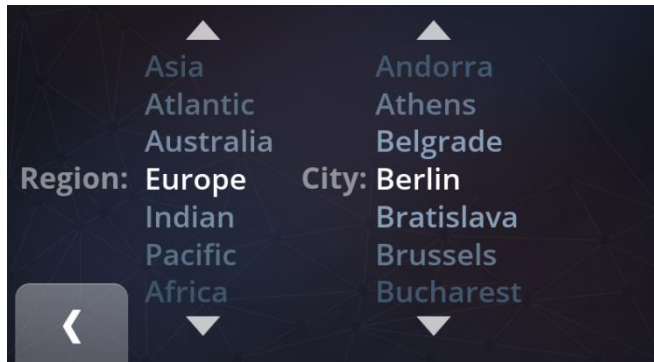 Asia Andorra
Atlantic Athens
Australia Belgrade
Region: Europe City: Berlin
Indian Bratislava
Pacific Brussels
Africa Bucharest